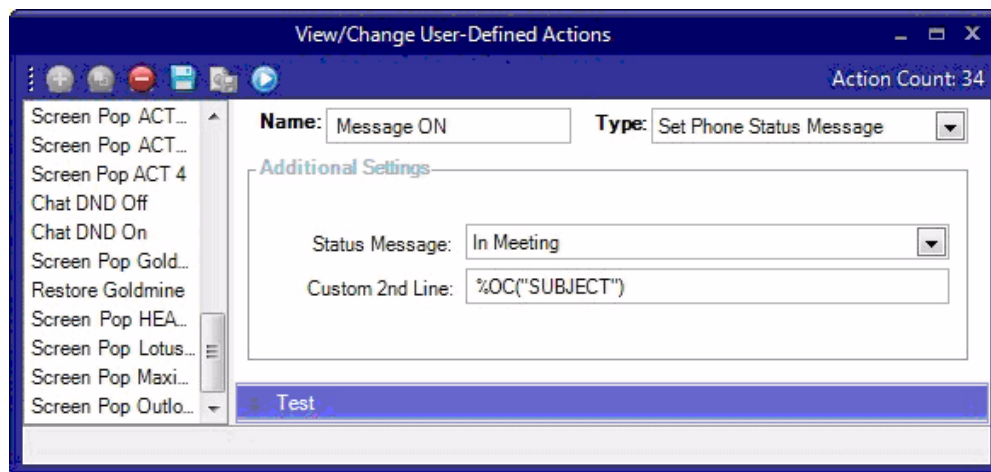 View/Change User-Defined Actions
Action Count: 34
Screen Pop ACT...
Screen Pop ACT...
Screen Pop ACT 4
Chat DND Off
Chat DND On
Screen Pop Gold...
Restore Goldmine
Screen Pop HEA...
Screen Pop Lotus...
Screen Pop Maxi...
Screen Pop Outlo...
Name: Message ON Type: Set Phone Status Message
Additional Settings
Status Message: In Meeting
Custom 2nd Line: %OC("SUBJECT")
Test